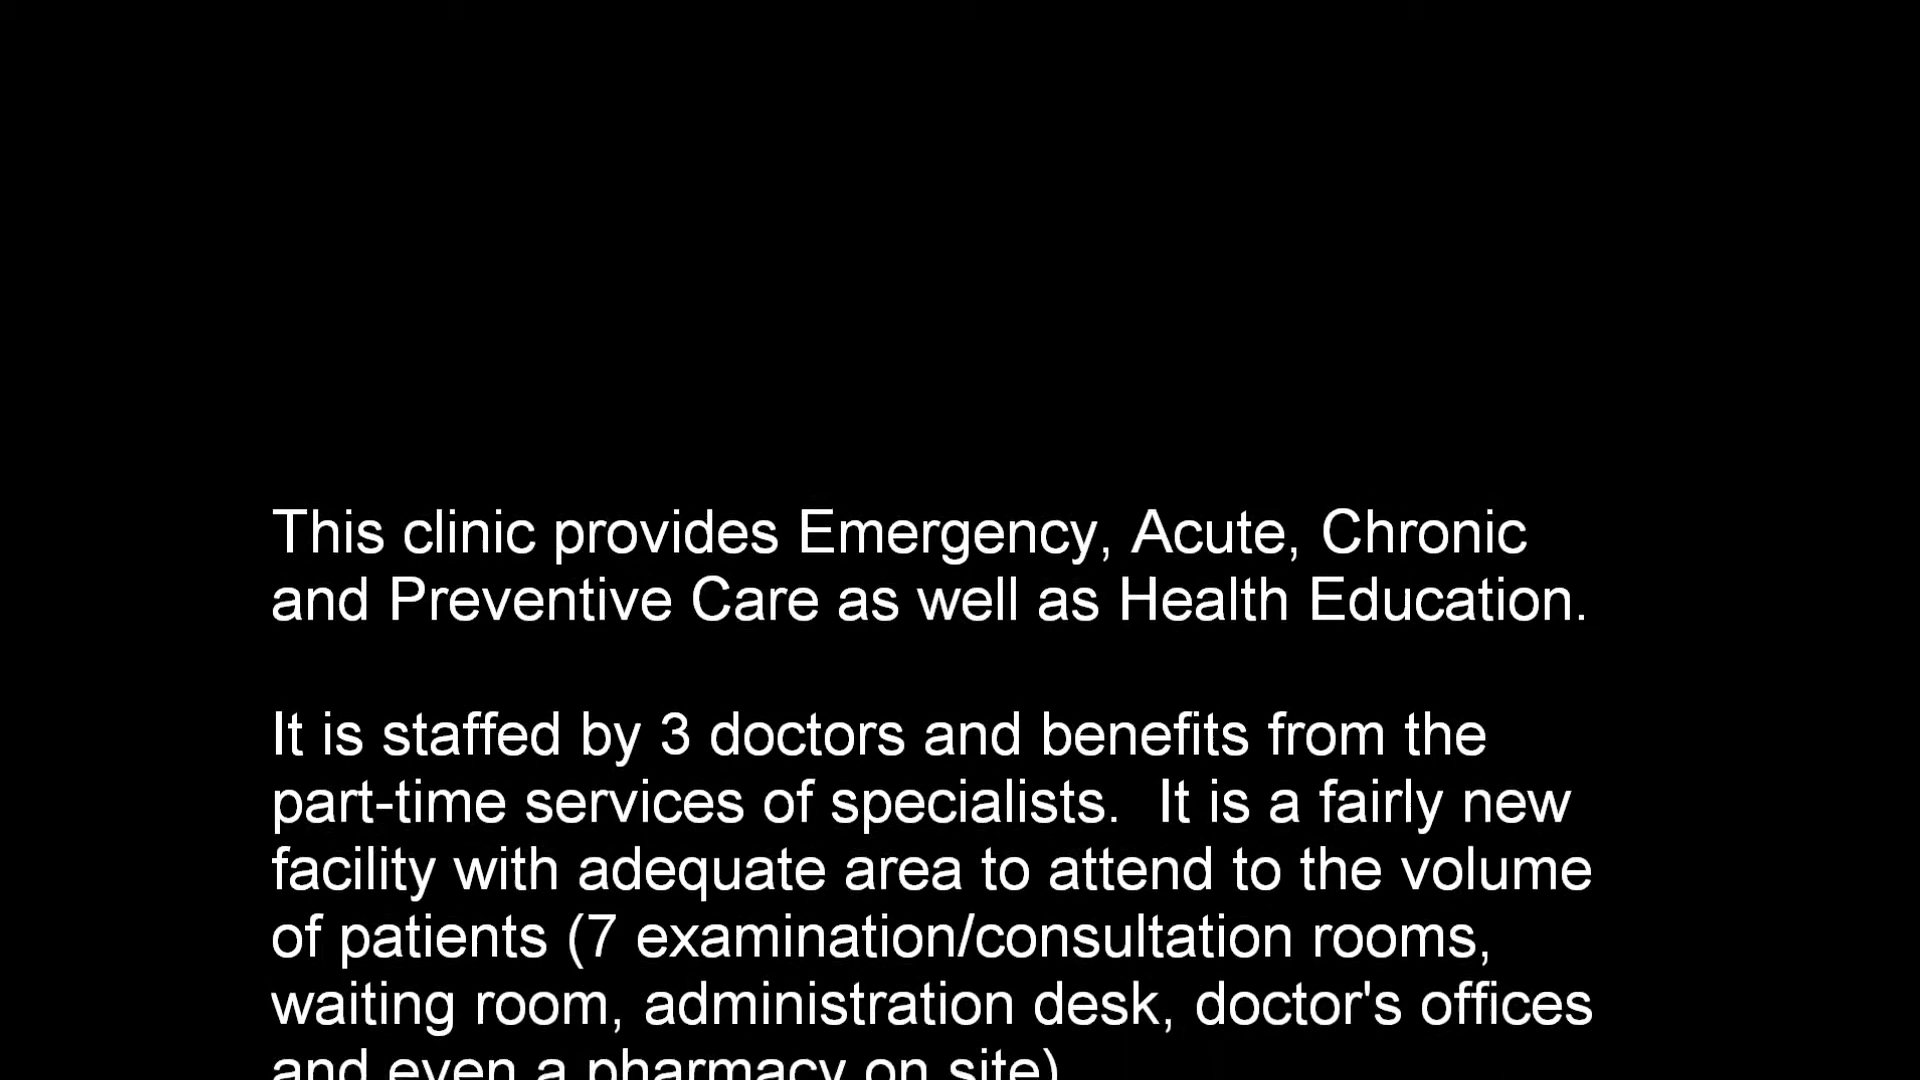 This clinic provides Emergency, Acute, Chronic
and Preventive Care as well as Health Education.
It is staffed by 3 doctors and benefits from the
part-time services of specialists.  It is a fairly new
facility with adequate area to attend to the volume
of patients (7 examination/consultation rooms,
waiting room, administration desk, doctor's offices
and even a pharmacy on site)